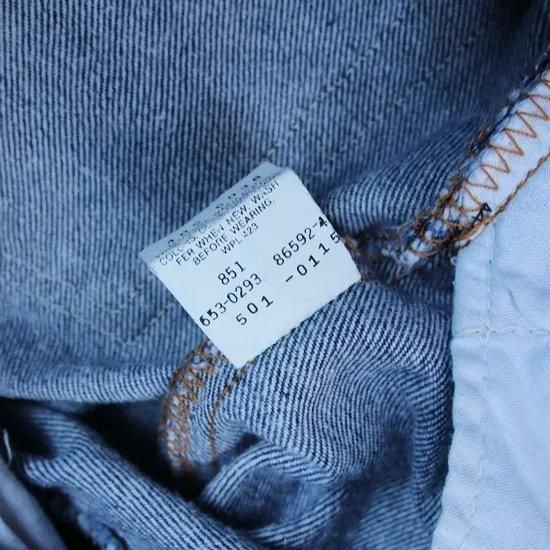 FER WHEN NEW. WASH
BEFORE WEARING.
WPL 423
851
653-0293 86592-4
501 -0115